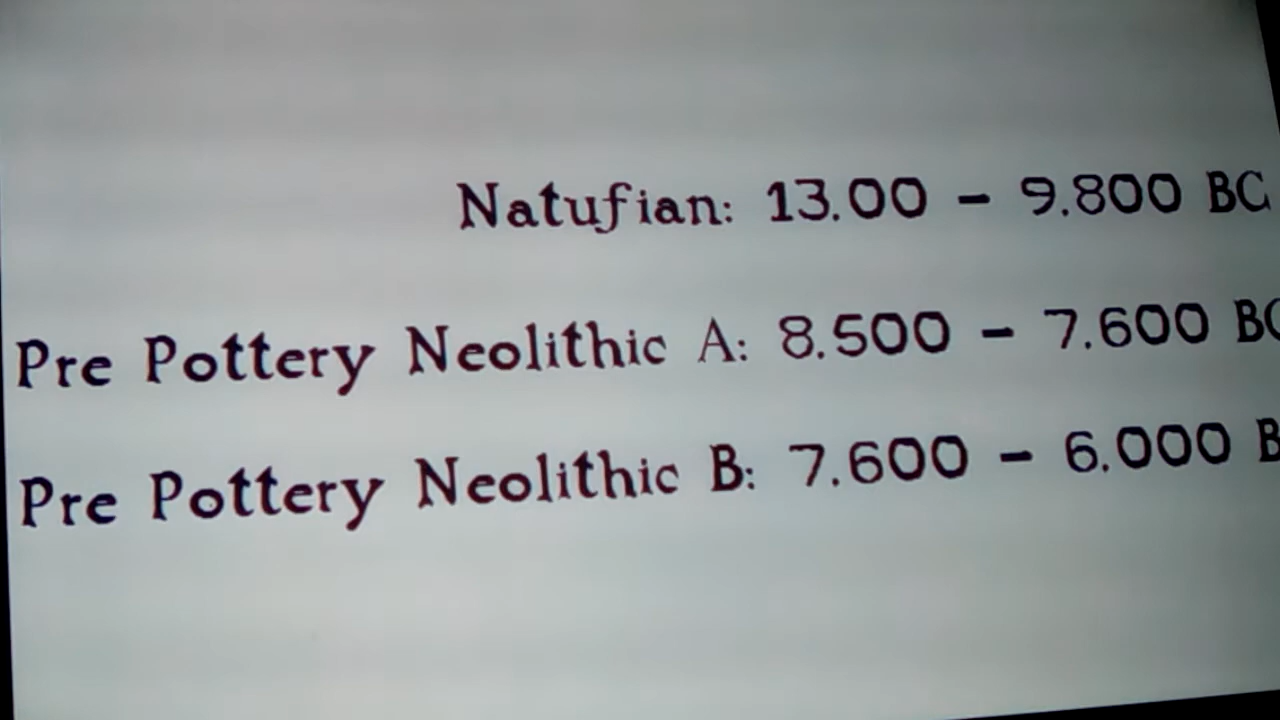 Natufian: 13.00 - 9.800 BC
Pre Pottery Neolithic A: 8.500 - 7.600 BC
Pre Pottery Neolithic B: 7.600 - 6.000 B